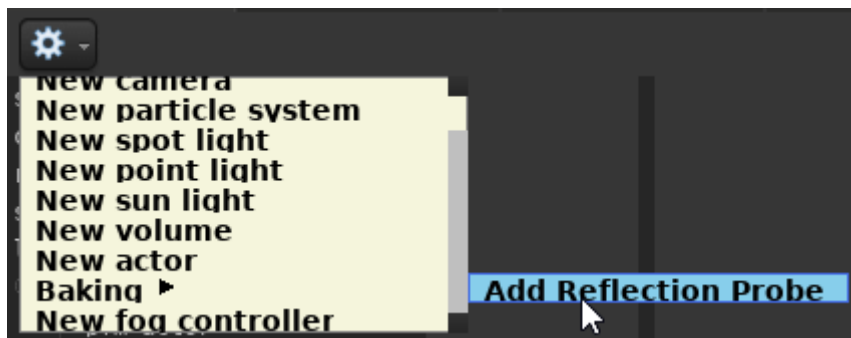 New camera
New particle system
New spot light
New point light
New sun light
New volume
New actor
Baking
Add Reflection Probe
New fog controller